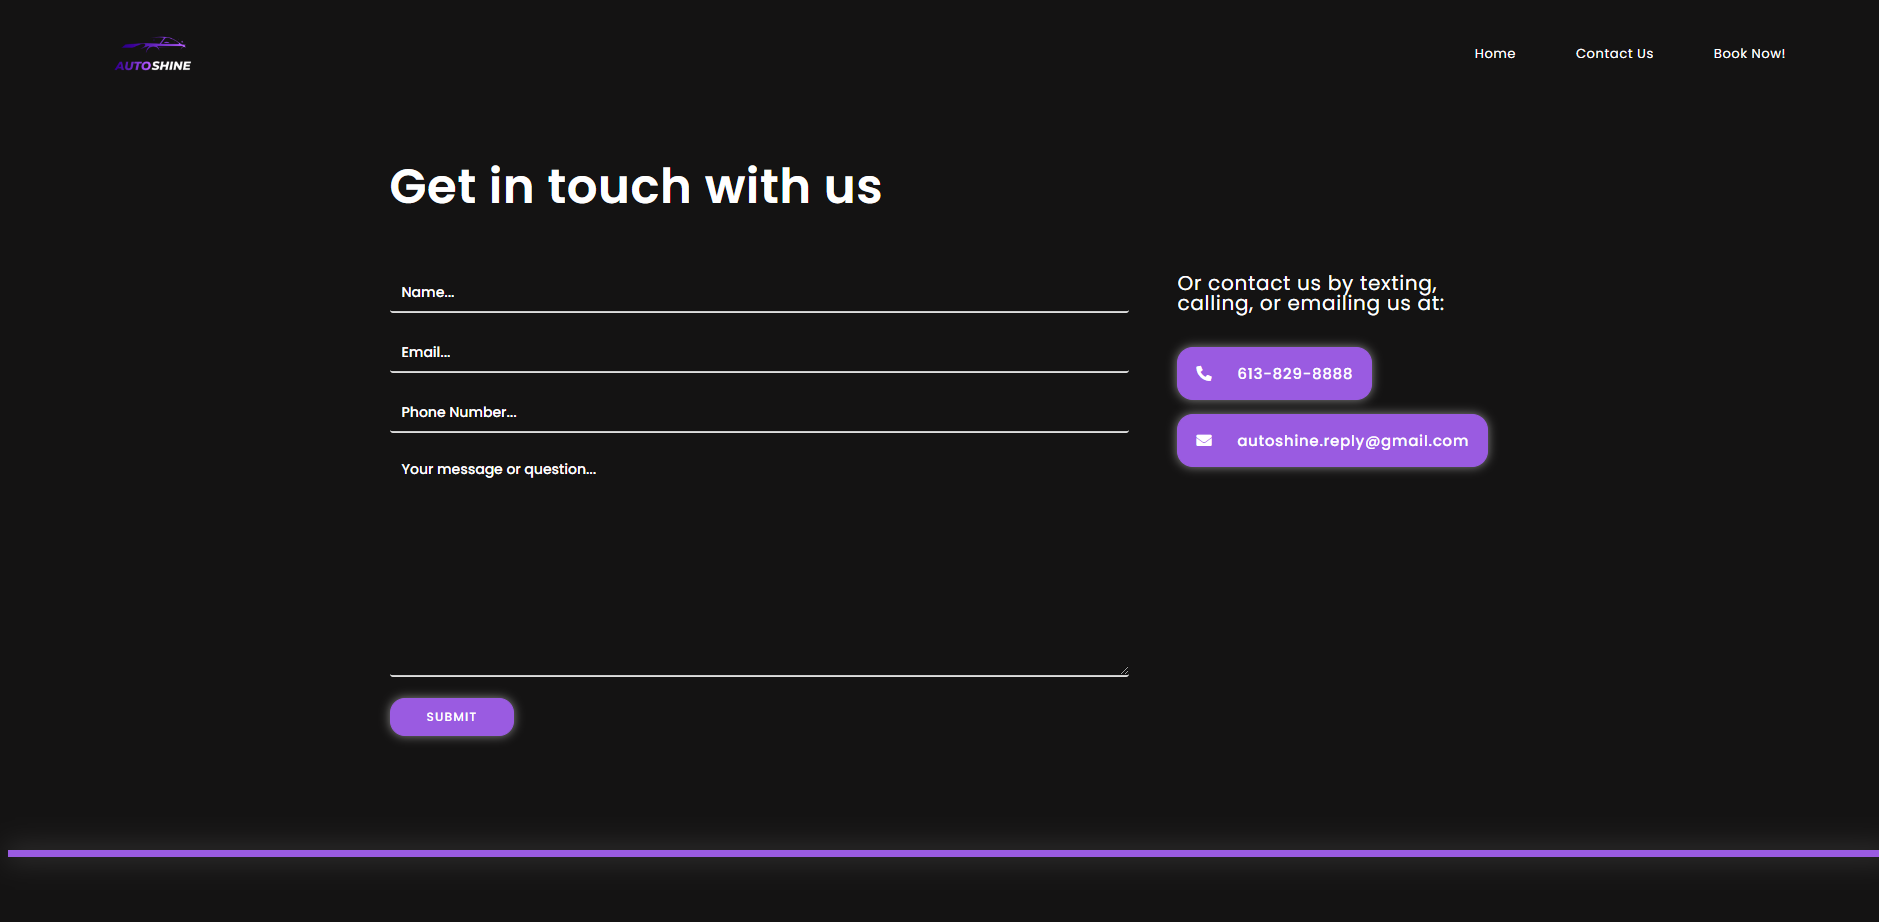 AUTOSHINE
Home
Contact Us
Book Now!
Get in touch with us
Name...
Email...
Phone Number...
Your message or question...
SUBMIT
Or contact us by texting,
calling, or emailing us at:
613-829-8888
autoshine.reply@gmail.com